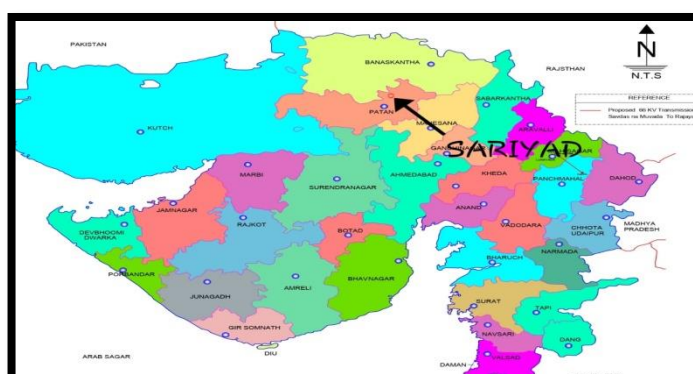 PAKISTAN
BANASKANTHA
RAJSTHAN
N
N.T.S
REFERENCE
Proposed 66 KV Transmission
SABARKANTHA
PATAN
MAHESANA
ARAVALLI
KUTCH
SARIYAD
MARBI
SURENDRANAGAR
AHMEDABAD
KHEDA
PANCHMAHAL
DAHOD
JAMNAGAR
RAJKOT
ANAND
DEVBHOOMI
DWARKA
BOTAD
VADODARA
CHHOTA
UDAIPUR
MADHYA
PRADESH
PORBANDAR
JUNAGADH
AMRELI
BHAVNAGAR
BHARUCH
NARMADA
GIR SOMNATH
SURAT
TAPI
NAVSARI
DANG
ARAB SAGAR
DIU
DAMAN
VALSAD